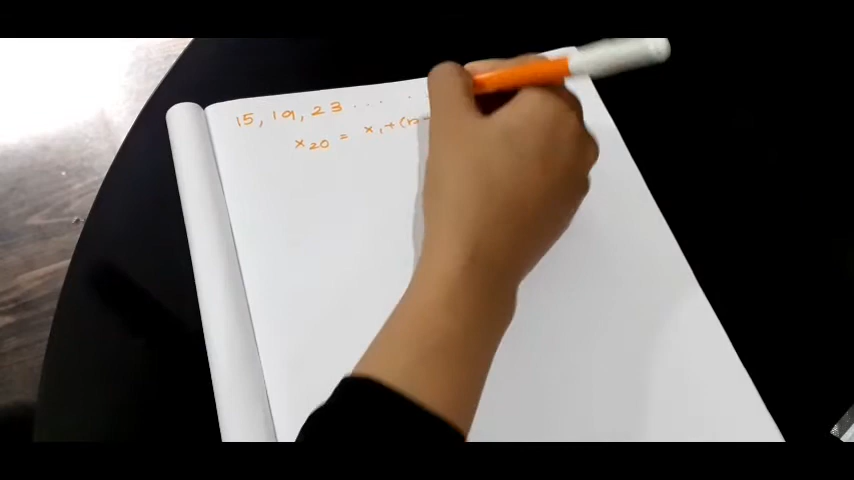 15, 19, 23 . . . . .
x₂₀ = x₁ + (n -